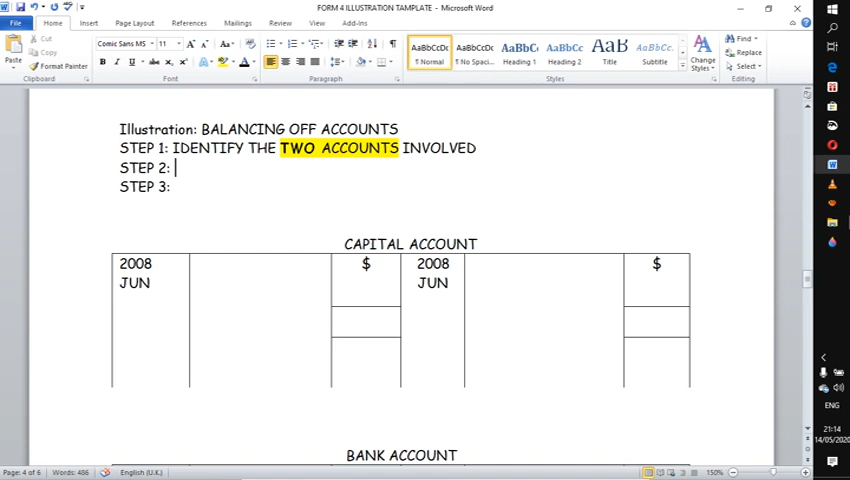 FORM 4 ILLUSTRATION TAMPLATE - Microsoft Word
File Home Insert Page Layout References Mailings Review View Add-Ins
Cut
Copy
Format Painter
Paste
Clipboard
Comic Sans MS 11
Font
Paragraph
AaBbCcDc AaBbCcDc AaBbC AaBbCc AaB AaBbCc.
¶ Normal ¶ No Spaci... Heading 1 Heading 2 Title Subtitle
Change Styles
Styles
Find
Replace
Select
Editing
Illustration: BALANCING OFF ACCOUNTS
STEP 1: IDENTIFY THE TWO ACCOUNTS INVOLVED
STEP 2:
STEP 3:
CAPITAL ACCOUNT
2008 $ 2008 $
JUN JUN
BANK ACCOUNT
Page: 4 of 6 Words: 486 English (U.K.) 150%
ENG
21:14
14/05/2020